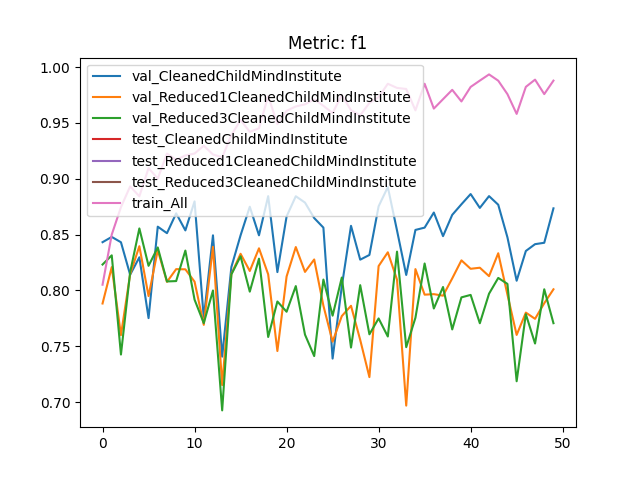 Metric: f1
val_CleanedChildMindInstitute
val_Reduced1CleanedChildMindInstitute
val_Reduced3CleanedChildMindInstitute
test_CleanedChildMindInstitute
test_Reduced1CleanedChildMindInstitute
test_Reduced3CleanedChildMindInstitute
train_All
1.00
0.95
0.90
0.85
0.80
0.75
0.70
0 10 20 30 40 50